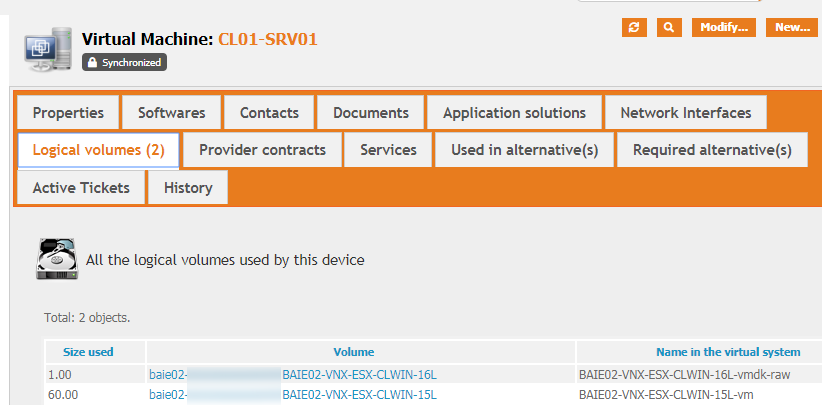 Virtual Machine: CL01-SRV01
Synchronized
Modify... New...
Properties Softwares Contacts Documents Application solutions Network Interfaces
Logical volumes (2) Provider contracts Services Used in alternative(s) Required alternative(s)
Active Tickets History
All the logical volumes used by this device
Total: 2 objects.
Size used Volume Name in the virtual system
1.00 baie02- BAIE02-VNX-ESX-CLWIN-16L BAIE02-VNX-ESX-CLWIN-16L-vmdk-raw
60.00 baie02- BAIE02-VNX-ESX-CLWIN-15L BAIE02-VNX-ESX-CLWIN-15L-vm